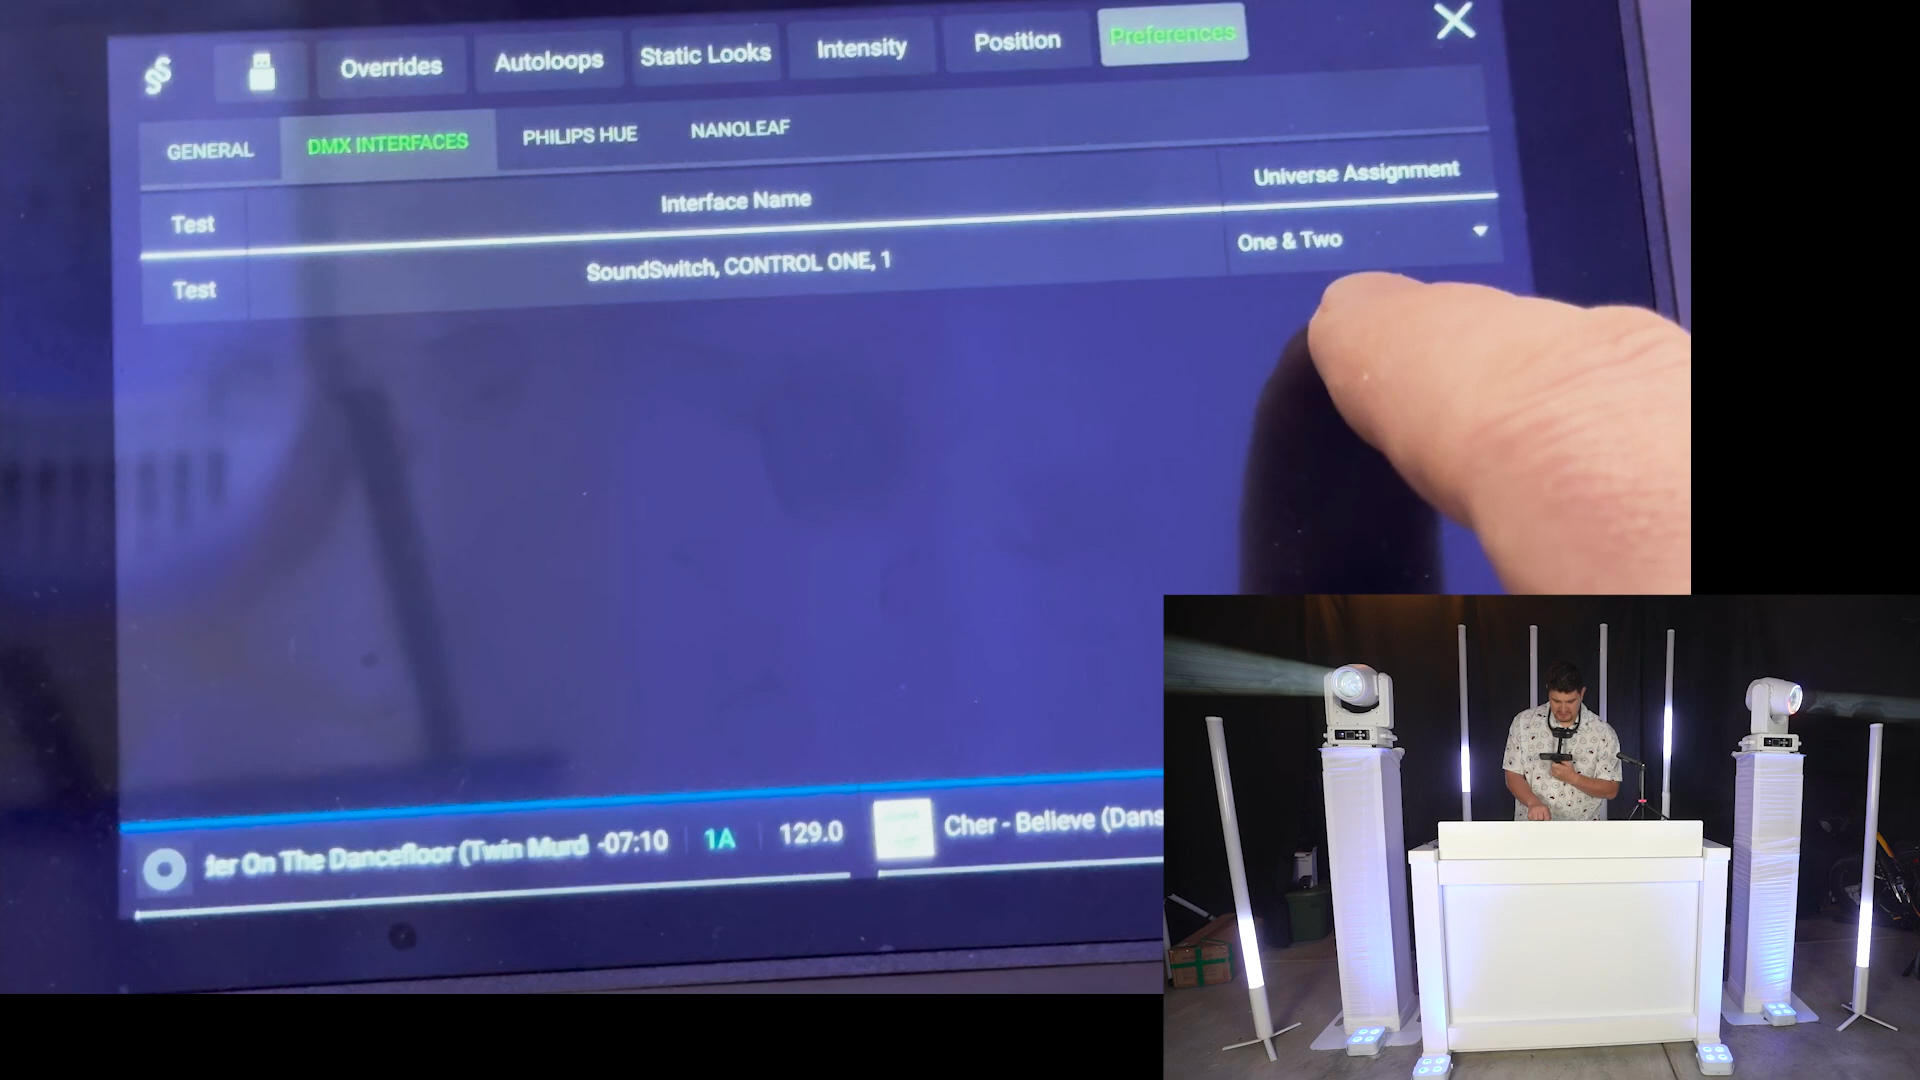 Overrides Autoloops Static Looks Intensity Position Preferences
GENERAL DMX INTERFACES PHILIPS HUE NANOLEAF
Test Interface Name Universe Assignment
Test SoundSwitch, CONTROL ONE, 1 One & Two
der On The Dancefloor (Twin Murd -07:10 1A 129.0 Cher - Believe (Dans